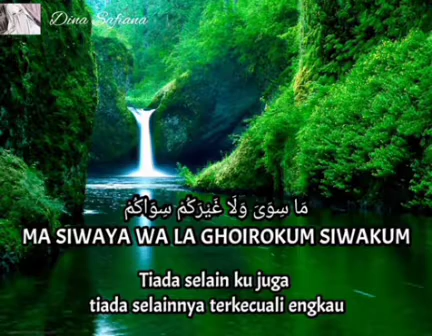 Dina Safiana
مَا سِوَىَ وَلَا غَيْرَكُمْ سِوَاكُمْ
MA SIWAYA WA LA GHOIROKUM SIWAKUM
Tiada selain ku juga
tiada selainnya terkecuali engkau